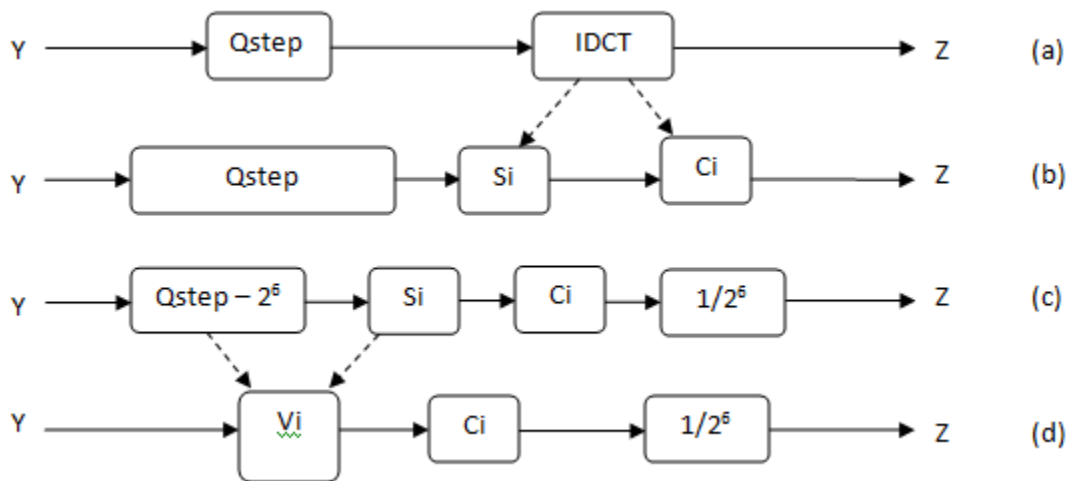 Y Qstep IDCT Z (a)
Y Qstep Si Ci Z (b)
Y Qstep – 2⁶ Si Ci 1/2⁶ Z (c)
Y Vi Ci 1/2⁶ Z (d)